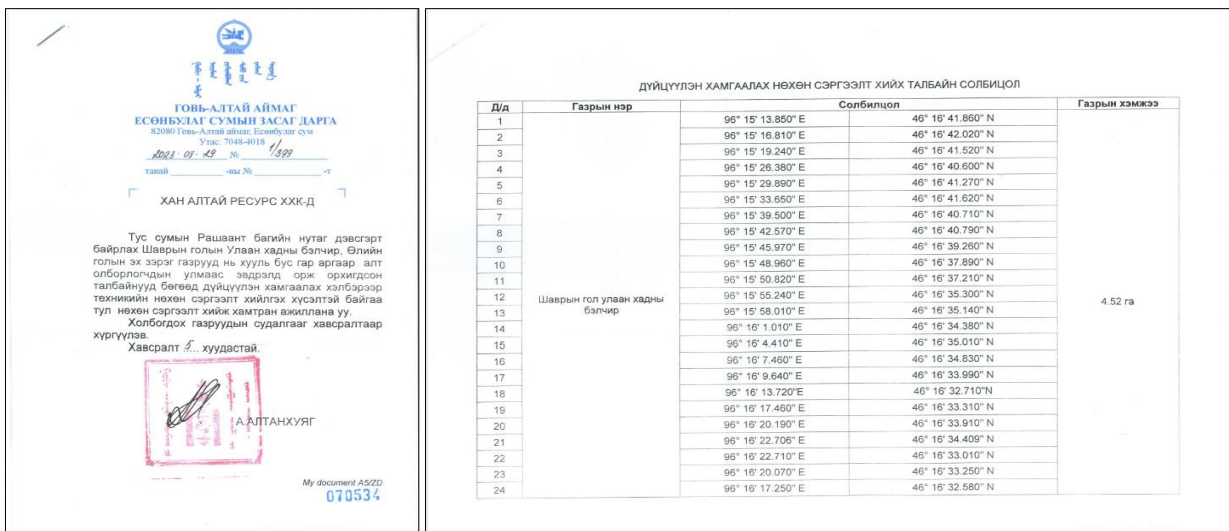 ГОВЬ-АЛТАЙ АЙМАГ
ЕСӨНБУЛАГ СУМЫН ЗАСАГ ДАРГА
82080 Говь-Алтай аймаг, Есөнбулаг сум
Утас: 7048-4018
№ 1/399
танай ________ -ны № ________ -т
ХАН АЛТАЙ РЕСУРС ХХК-Д
Тус сумын Рашаант багийн нутаг дэвсгэрт
байрлах Шаврын голын Улаан хадны бэлчир, Өлийн
голын эх зэрэг газрууд нь хууль бус гар аргаар алт
олборлогчдын улмаас эвдрэлд орж орхигдсон
талбайнууд бөгөөд дүйцүүлэн хамгаалах хэлбэрээр
техникийн нөхөн сэргээлт хийлгэх хүсэлтэй байгаа
тул нөхөн сэргээлт хийж хамтран ажиллана уу.
Холбогдох газруудын судалгааг хавсралтаар
хүргүүлэв.
Хавсралт 5 хуудастай.
А.АЛТАНХУЯГ
My document A5/ZD
070534
ДҮЙЦҮҮЛЭН ХАМГААЛАХ НӨХӨН СЭРГЭЭЛТ ХИЙХ ТАЛБАЙН СОЛБИЦОЛ
Д/д Газрын нэр Солбилцол Газрын хэмжээ
1 96° 15' 13.850" E 46° 16' 41.860" N
2 96° 15' 16.810" E 46° 16' 42.020" N
3 96° 15' 19.240" E 46° 16' 41.520" N
4 96° 15' 26.380" E 46° 16' 40.600" N
5 96° 15' 29.890" E 46° 16' 41.270" N
6 96° 15' 33.650" E 46° 16' 41.620" N
7 96° 15' 39.500" E 46° 16' 40.710" N
8 96° 15' 42.570" E 46° 16' 40.790" N
9 96° 15' 45.970" E 46° 16' 39.260" N
10 96° 15' 48.960" E 46° 16' 37.890" N
11 96° 15' 50.820" E 46° 16' 37.210" N
12 96° 15' 55.240" E 46° 16' 35.300" N
Шаврын гол улаан хадны
бэлчир
4.52 га
13 96° 15' 58.010" E 46° 16' 35.140" N
14 96° 16' 1.010" E 46° 16' 34.380" N
15 96° 16' 4.410" E 46° 16' 35.010" N
16 96° 16' 7.460" E 46° 16' 34.830" N
17 96° 16' 9.640" E 46° 16' 33.990" N
18 96° 16' 13.720"E 46° 16' 32.710"N
19 96° 16' 17.460" E 46° 16' 33.310" N
20 96° 16' 20.190" E 46° 16' 33.910" N
21 96° 16' 22.706" E 46° 16' 34.409" N
22 96° 16' 22.710" E 46° 16' 33.010" N
23 96° 16' 20.070" E 46° 16' 33.250" N
24 96° 16' 17.250" E 46° 16' 32.580" N